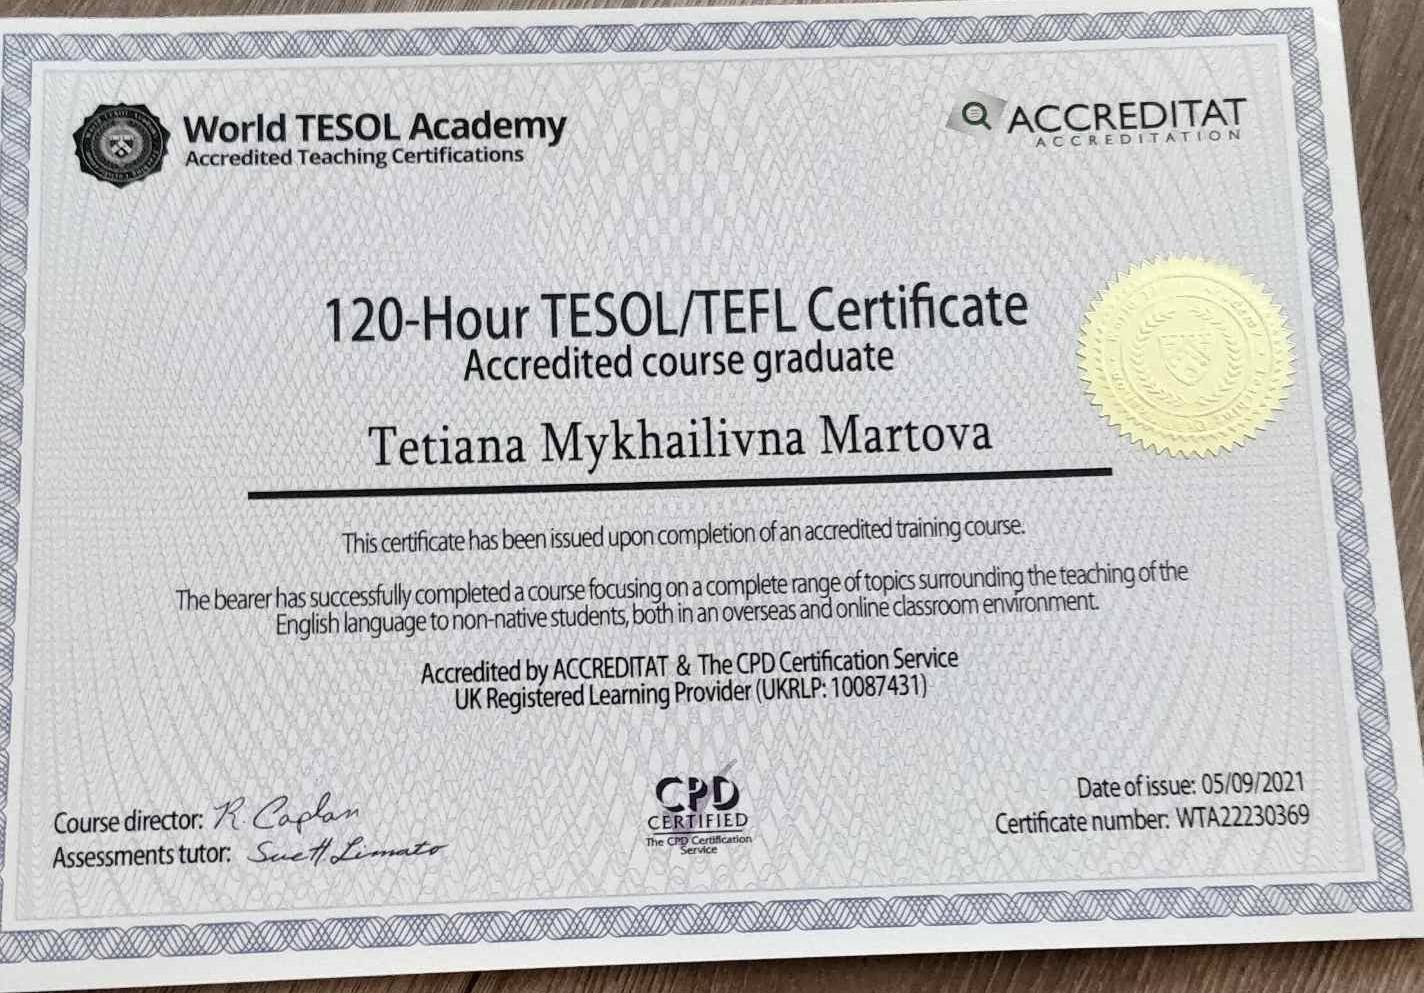 World TESOL Academy
Accredited Teaching Certifications
ACCREDITAT
ACCREDITATION
120-Hour TESOL/TEFL Certificate
Accredited course graduate
Tetiana Mykhailivna Martova
This certificate has been issued upon completion of an accredited training course.
The bearer has successfully completed a course focusing on a complete range of topics surrounding the teaching of the
English language to non-native students, both in an overseas and online classroom environment.
Accredited by ACCREDITAT & The CPD Certification Service
UK Registered Learning Provider (UKRLP: 10087431)
Course director: R. Caplan
Assessments tutor:
CPD
CERTIFIED
The CPD Certification
Service
Date of issue: 05/09/2021
Certificate number: WTA22230369